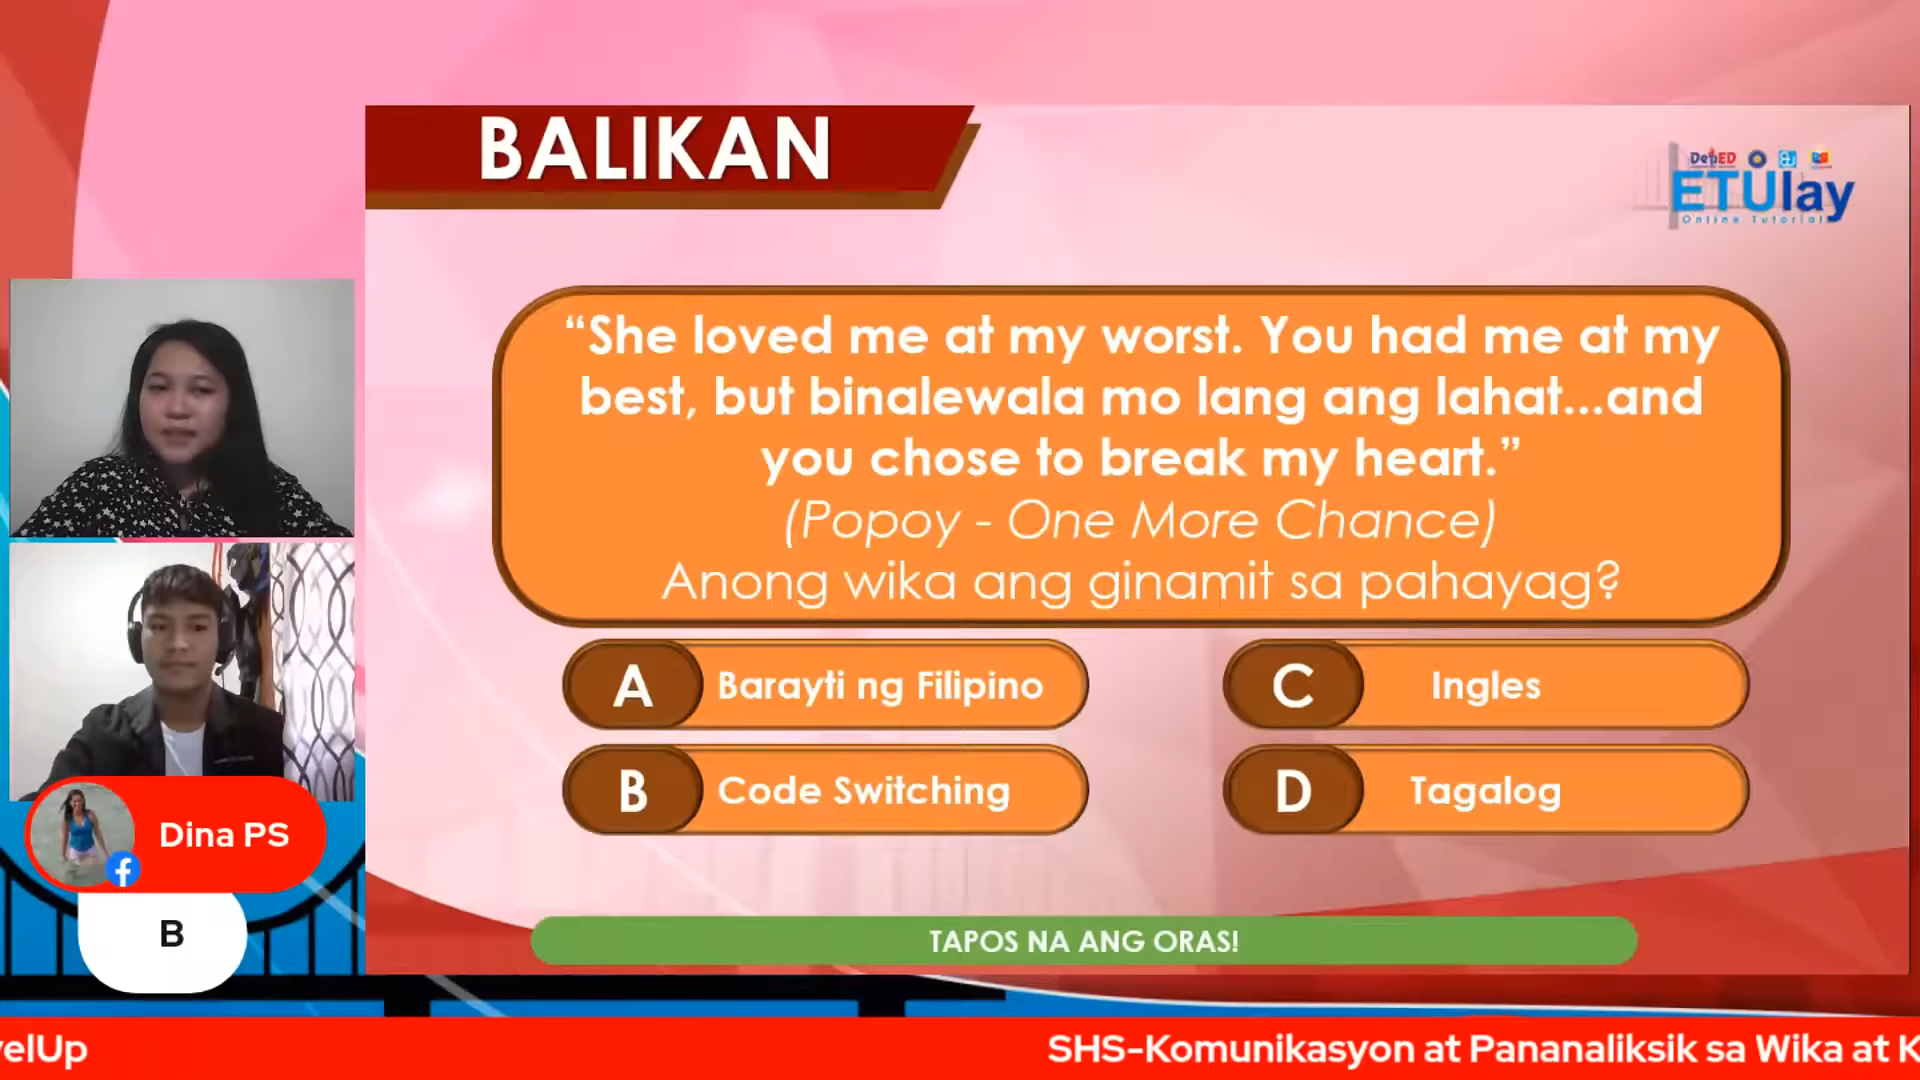 BALIKAN
DepED
ETUlay
Online Tutorial
“She loved me at my worst. You had me at my
best, but binalewala mo lang ang lahat...and
you chose to break my heart.”
(Popoy - One More Chance)
Anong wika ang ginamit sa pahayag?
A Barayti ng Filipino
C Ingles
B Code Switching
D Tagalog
Dina PS
B
TAPOS NA ANG ORAS!
velUp
SHS-Komunikasyon at Pananaliksik sa Wika at K